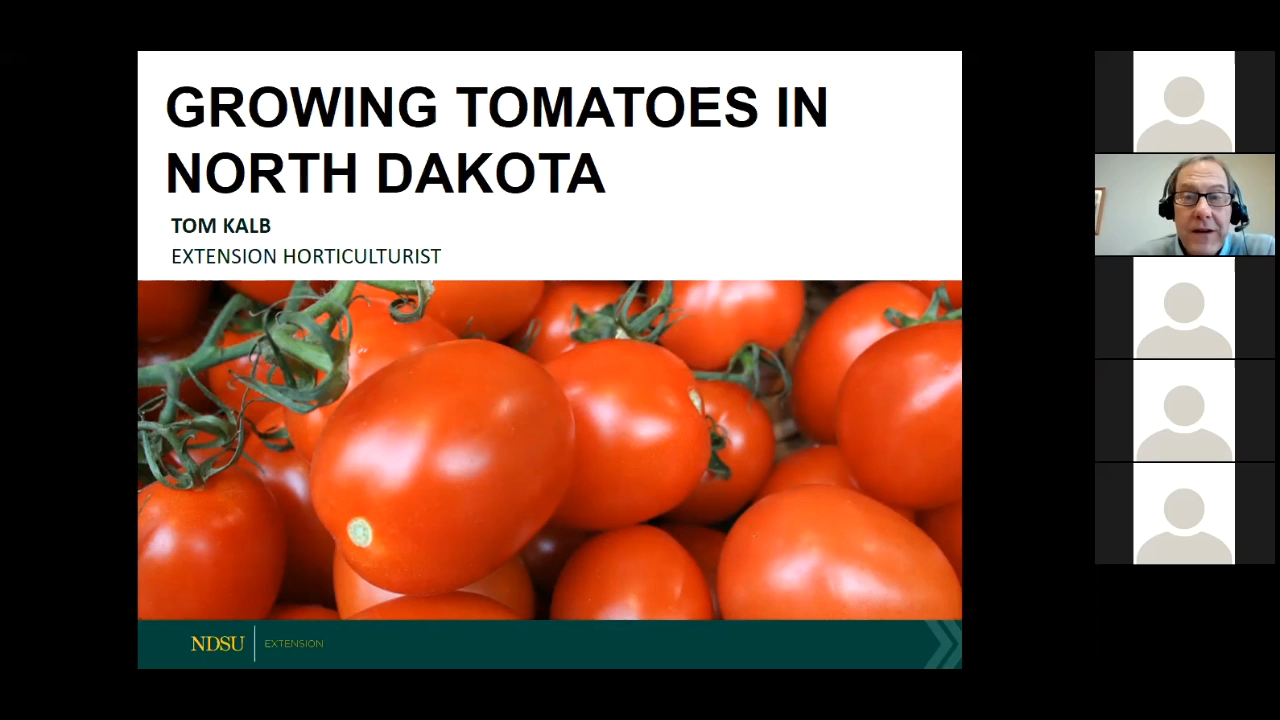 GROWING TOMATOES IN
NORTH DAKOTA
TOM KALB
EXTENSION HORTICULTURIST
NDSU EXTENSION